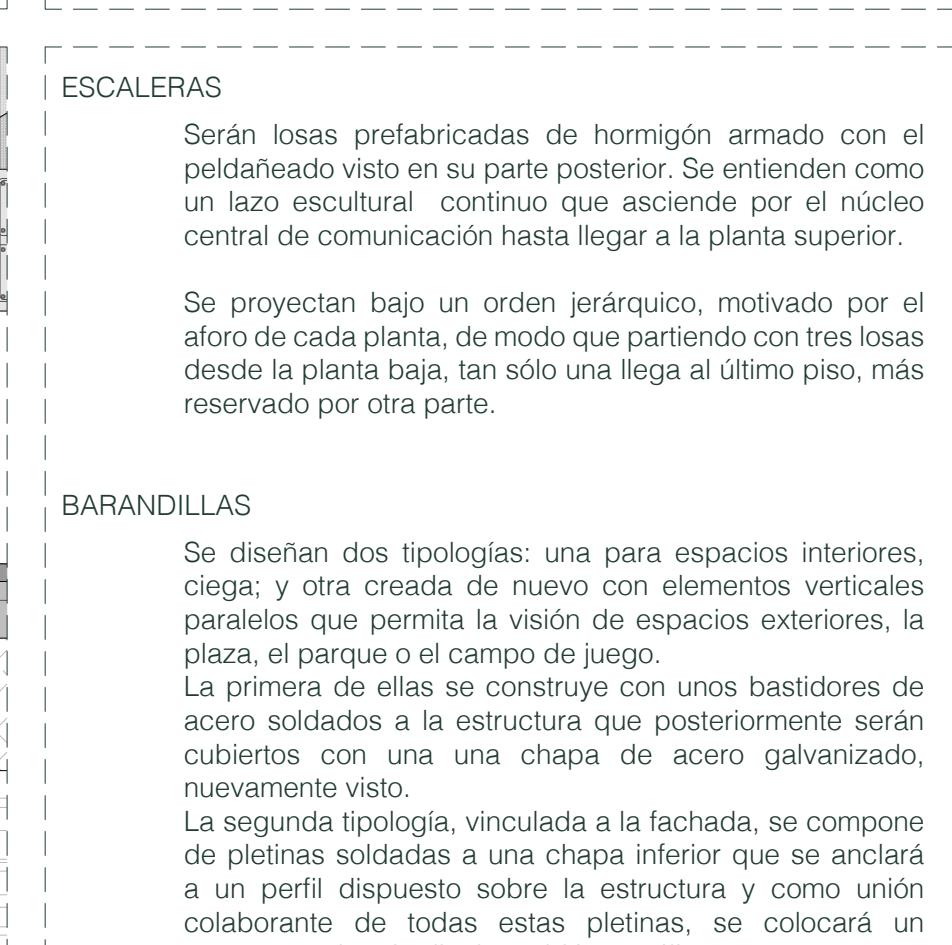 ESCALERAS
Serán losas prefabricadas de hormigón armado con el
peldañeado visto en su parte posterior. Se entienden como
un lazo escultural continuo que asciende por el núcleo
central de comunicación hasta llegar a la planta superior.
Se proyectan bajo un orden jerárquico, motivado por el
aforo de cada planta, de modo que partiendo con tres losas
desde la planta baja, tan sólo una llega al último piso, más
reservado por otra parte.
BARANDILLAS
Se diseñan dos tipologías: una para espacios interiores,
ciega; y otra creada de nuevo con elementos verticales
paralelos que permita la visión de espacios exteriores, la
plaza, el parque o el campo de juego.
La primera de ellas se construye con unos bastidores de
acero soldados a la estructura que posteriormente serán
cubiertos con una una chapa de acero galvanizado,
nuevamente visto.
La segunda tipología, vinculada a la fachada, se compone
de pletinas soldadas a una chapa inferior que se anclará
a un perfil dispuesto sobre la estructura y como unión
colaborante de todas estas pletinas, se colocará un